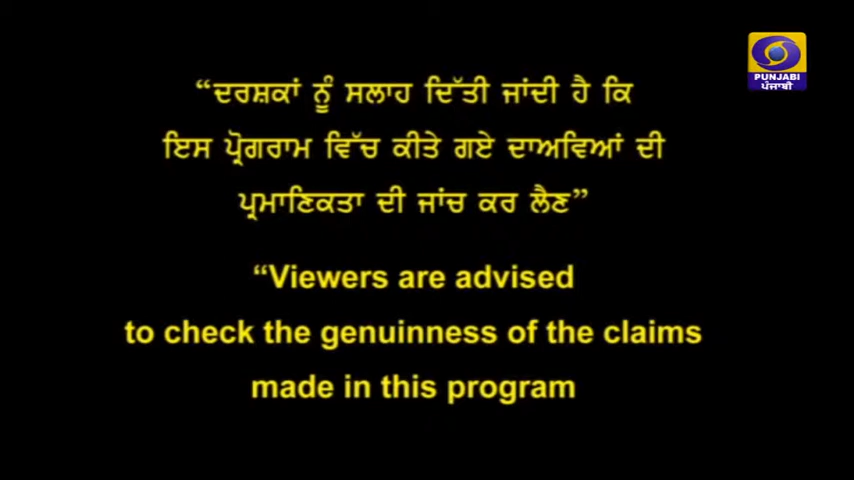 “ਦਰਸ਼ਕਾਂ ਨੂੰ ਸਲਾਹ ਦਿੱਤੀ ਜਾਂਦੀ ਹੈ ਕਿ
ਇਸ ਪ੍ਰੋਗਰਾਮ ਵਿੱਚ ਕੀਤੇ ਗਏ ਦਾਅਵਿਆਂ ਦੀ
ਪ੍ਰਮਾਣਿਕਤਾ ਦੀ ਜਾਂਚ ਕਰ ਲੈਣ”
“Viewers are advised
to check the genuinness of the claims
made in this program
PUNJABI
ਪੰਜਾਬੀ